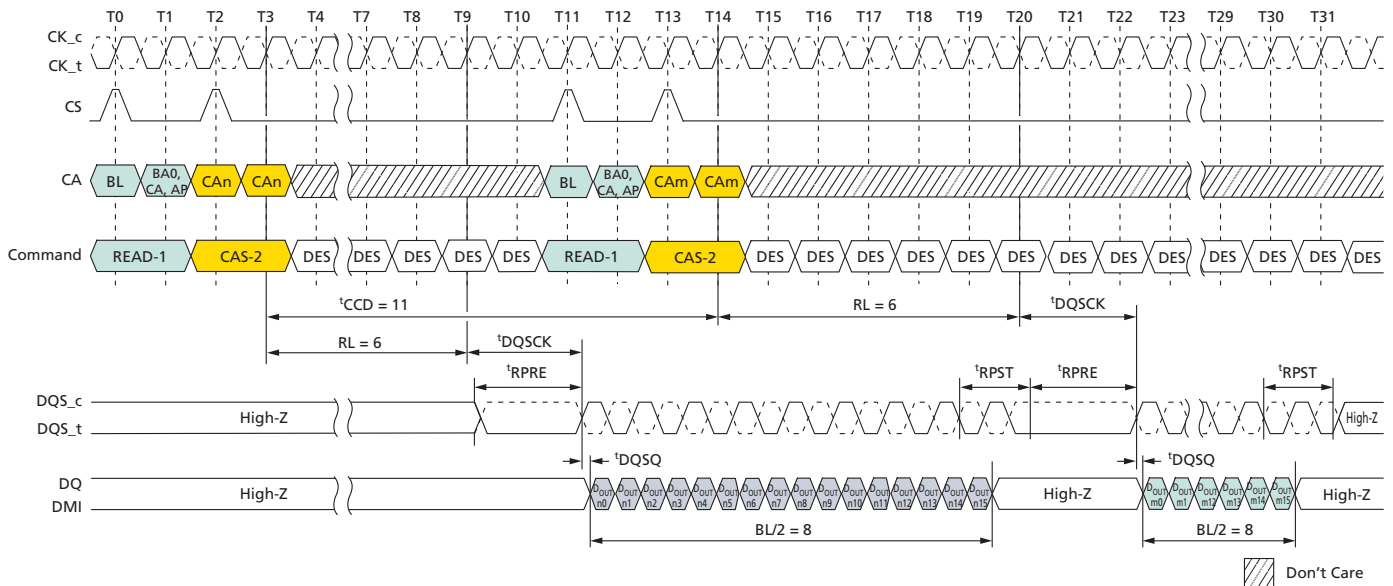 T0 T1 T2 T3 T4 T7 T8 T9 T10 T11 T12 T13 T14 T15 T16 T17 T18 T19 T20 T21 T22 T23 T29 T30 T31
CK_c
CK_t
CS
CA BL BA0, CA, AP CAn CAn BL BA0, CA, AP CAm CAm
Command READ-1 CAS-2 DES DES DES DES DES READ-1 CAS-2 DES DES DES DES DES DES DES DES DES DES DES DES DES
tCCD = 11 RL = 6 tDQSCK
RL = 6 tDQSCK
tRPRE tRPST tRPRE tRPST
DQS_c
DQS_t
High-Z High-Z
tDQSQ tDQSQ
DQ
DMI
High-Z DOUT n0 DOUT n1 DOUT n2 DOUT n3 DOUT n4 DOUT n5 DOUT n6 DOUT n7 DOUT n8 DOUT n9 DOUT n10 DOUT n11 DOUT n12 DOUT n13 DOUT n14 DOUT n15 High-Z DOUT m0 DOUT m1 DOUT m12 DOUT m13 DOUT m14 DOUT m15 High-Z
BL/2 = 8 BL/2 = 8
Don't Care